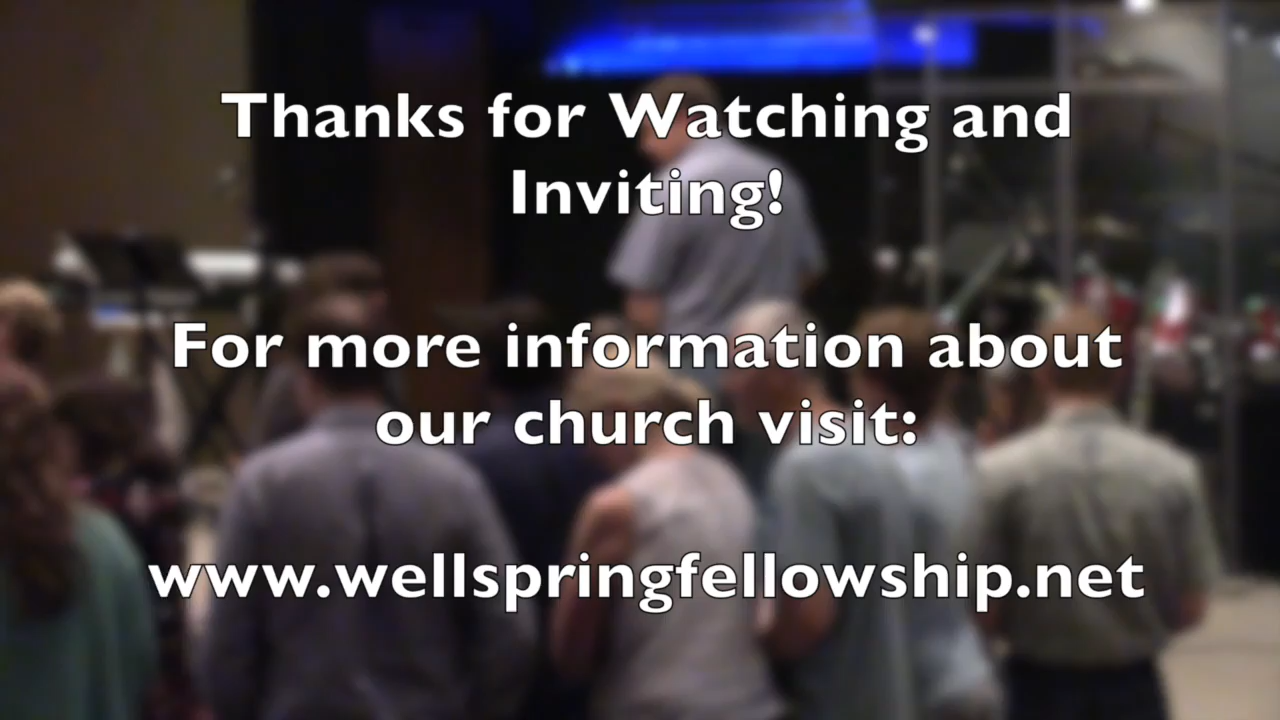 Thanks for Watching and
Inviting!
For more information about
our church visit:
www.wellspringfellowship.net